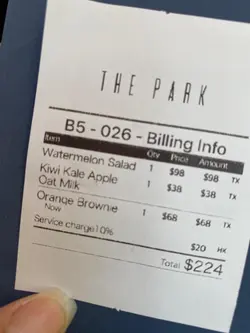 THE PARK
B5 - 026 - Billing Info
Item Qty Price Amount
Watermelon Salad 1 $98 $98 TX
Kiwi Kale Apple 1 $38 $38 TX
Oat Milk
Orange Brownie 1 $68 $68 TX
Now
Service charge10% $20 HK
Total $224